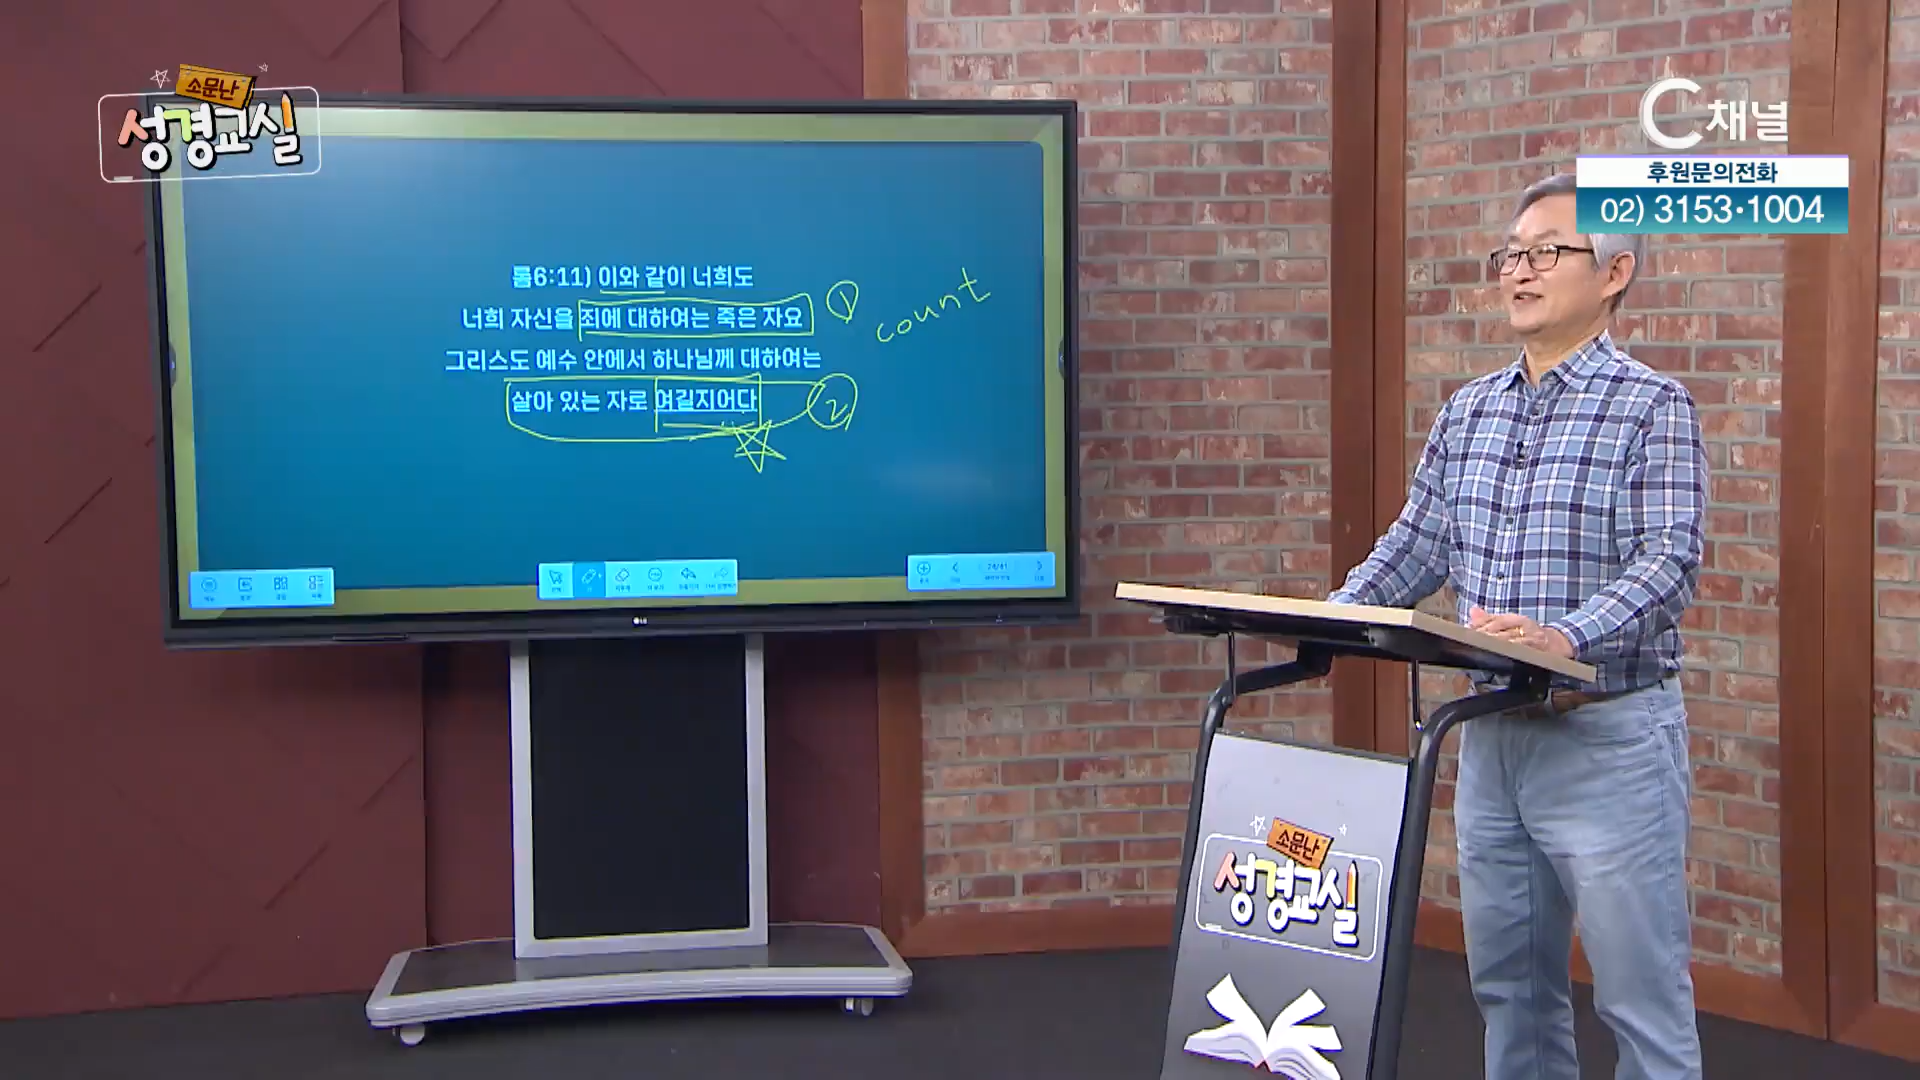 소문난
성경교실
C채널
후원문의전화
02) 3153·1004
롬6:11) 이와 같이 너희도
너희 자신을 죄에 대하여는 죽은 자요
그리스도 예수 안에서 하나님께 대하여는
살아 있는 자로 여길지어다
1
count
2
24/41
LG
소문난
성경교실